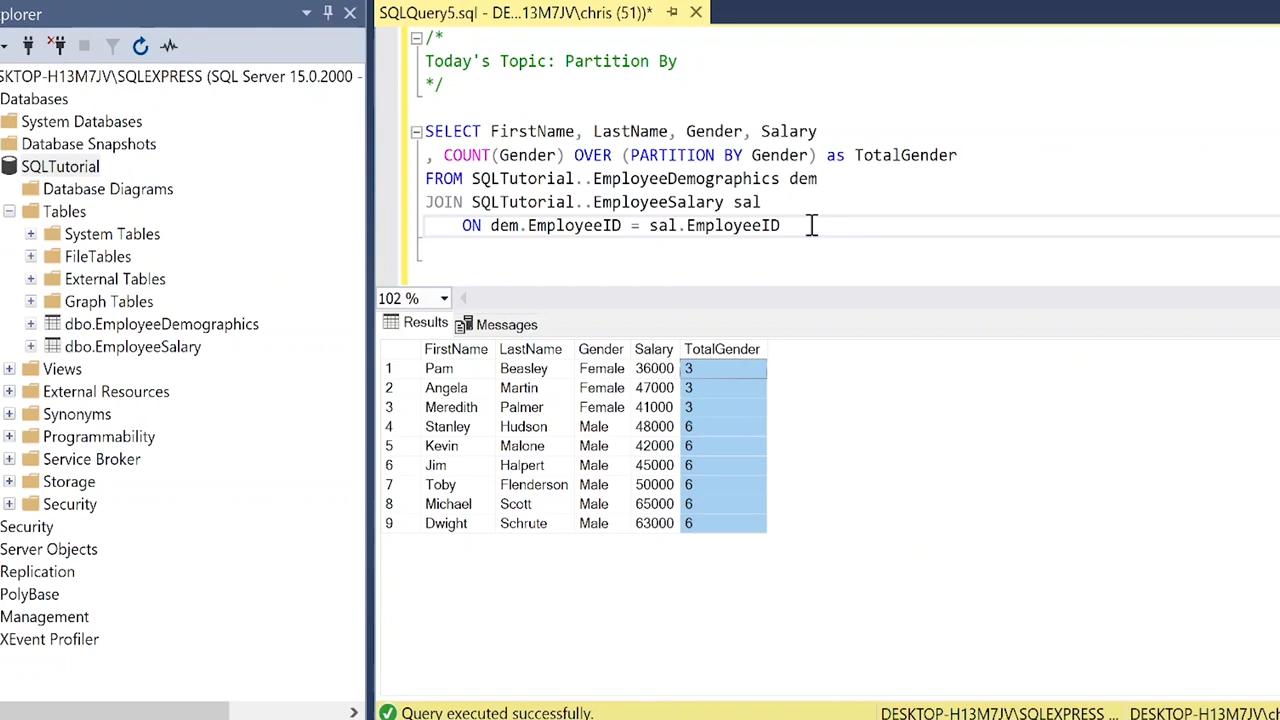 plorer
SKTOP-H13M7JV\SQLEXPRESS (SQL Server 15.0.2000 -
Databases
System Databases
Database Snapshots
SQLTutorial
Database Diagrams
Tables
System Tables
FileTables
External Tables
Graph Tables
dbo.EmployeeDemographics
dbo.EmployeeSalary
Views
External Resources
Synonyms
Programmability
Service Broker
Storage
Security
Security
Server Objects
Replication
PolyBase
Management
XEvent Profiler
SQLQuery5.sql - DE...13M7JV\chris (51))*
/*
Today's Topic: Partition By
*/
SELECT FirstName, LastName, Gender, Salary
, COUNT(Gender) OVER (PARTITION BY Gender) as TotalGender
FROM SQLTutorial..EmployeeDemographics dem
JOIN SQLTutorial..EmployeeSalary sal
ON dem.EmployeeID = sal.EmployeeID
102 %
Results Messages
FirstName LastName Gender Salary TotalGender
1 Pam Beasley Female 36000 3
2 Angela Martin Female 47000 3
3 Meredith Palmer Female 41000 3
4 Stanley Hudson Male 48000 6
5 Kevin Malone Male 42000 6
6 Jim Halpert Male 45000 6
7 Toby Flenderson Male 50000 6
8 Michael Scott Male 65000 6
9 Dwight Schrute Male 63000 6
Query executed successfully. DESKTOP-H13M7JV\SQLEXPRESS ... DESKTOP-H13M7JV\ch